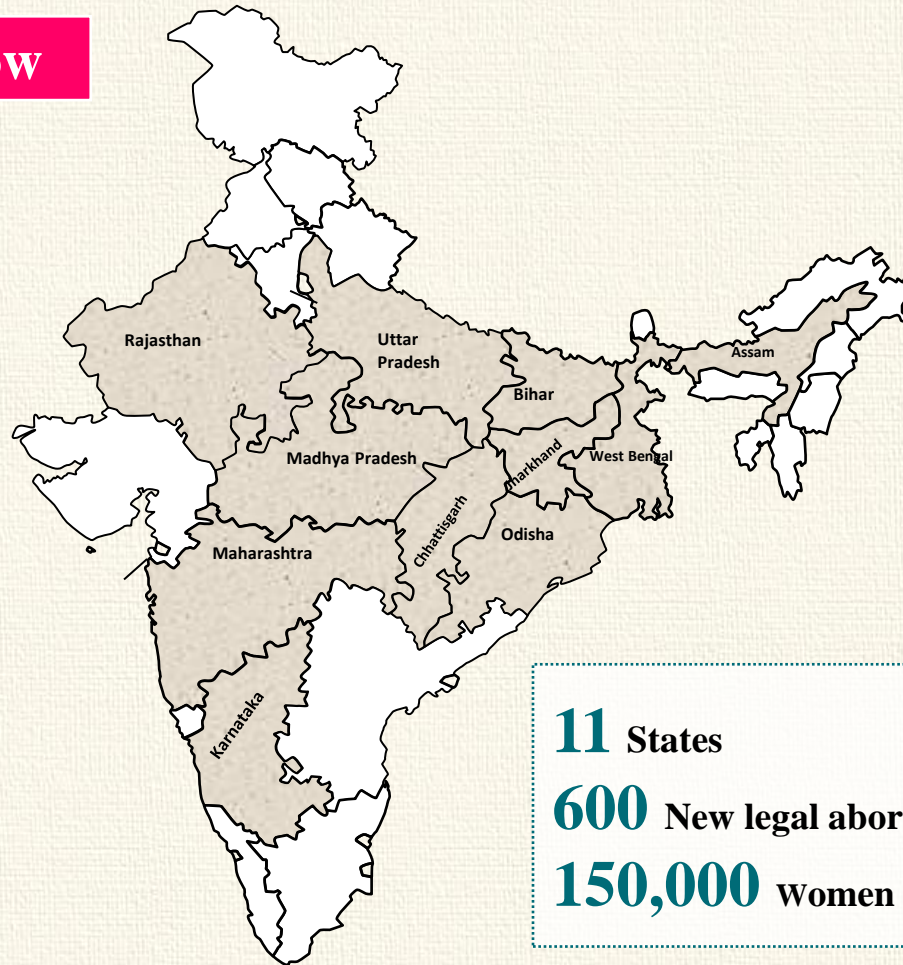 ow
Rajasthan
Uttar
Pradesh
Assam
Bihar
Madhya Pradesh
Jharkhand
West Bengal
Chhattisgarh
Odisha
Maharashtra
Karnataka
11 States
600 New legal abor
150,000 Women